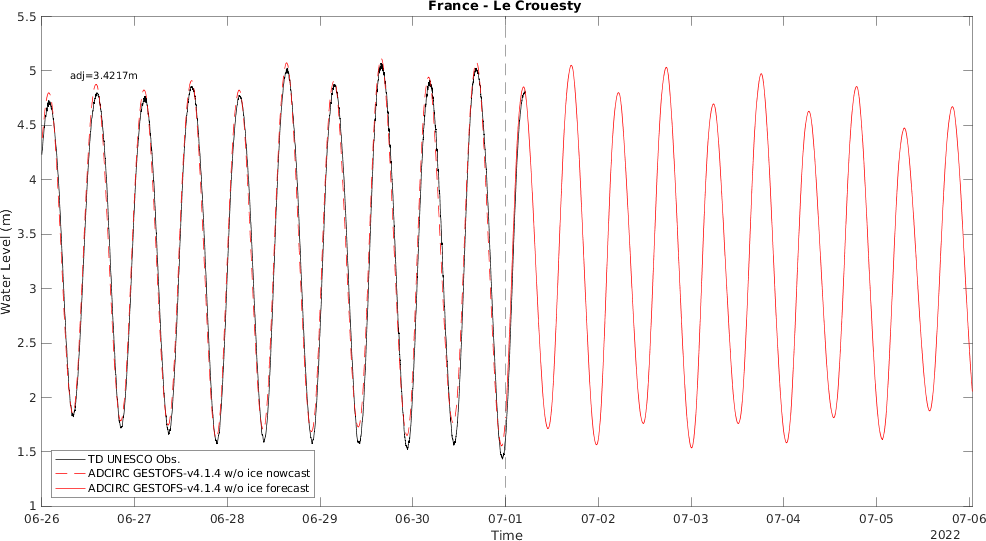 France - Le Crouesty
adj=3.4217m
5.5
5
4.5
4
3.5
3
2.5
2
1.5
1
Water Level (m)
TD UNESCO Obs.
ADCIRC GESTOFS-v4.1.4 w/o ice nowcast
ADCIRC GESTOFS-v4.1.4 w/o ice forecast
06-26 06-27 06-28 06-29 06-30 07-01 07-02 07-03 07-04 07-05 07-06
Time
2022